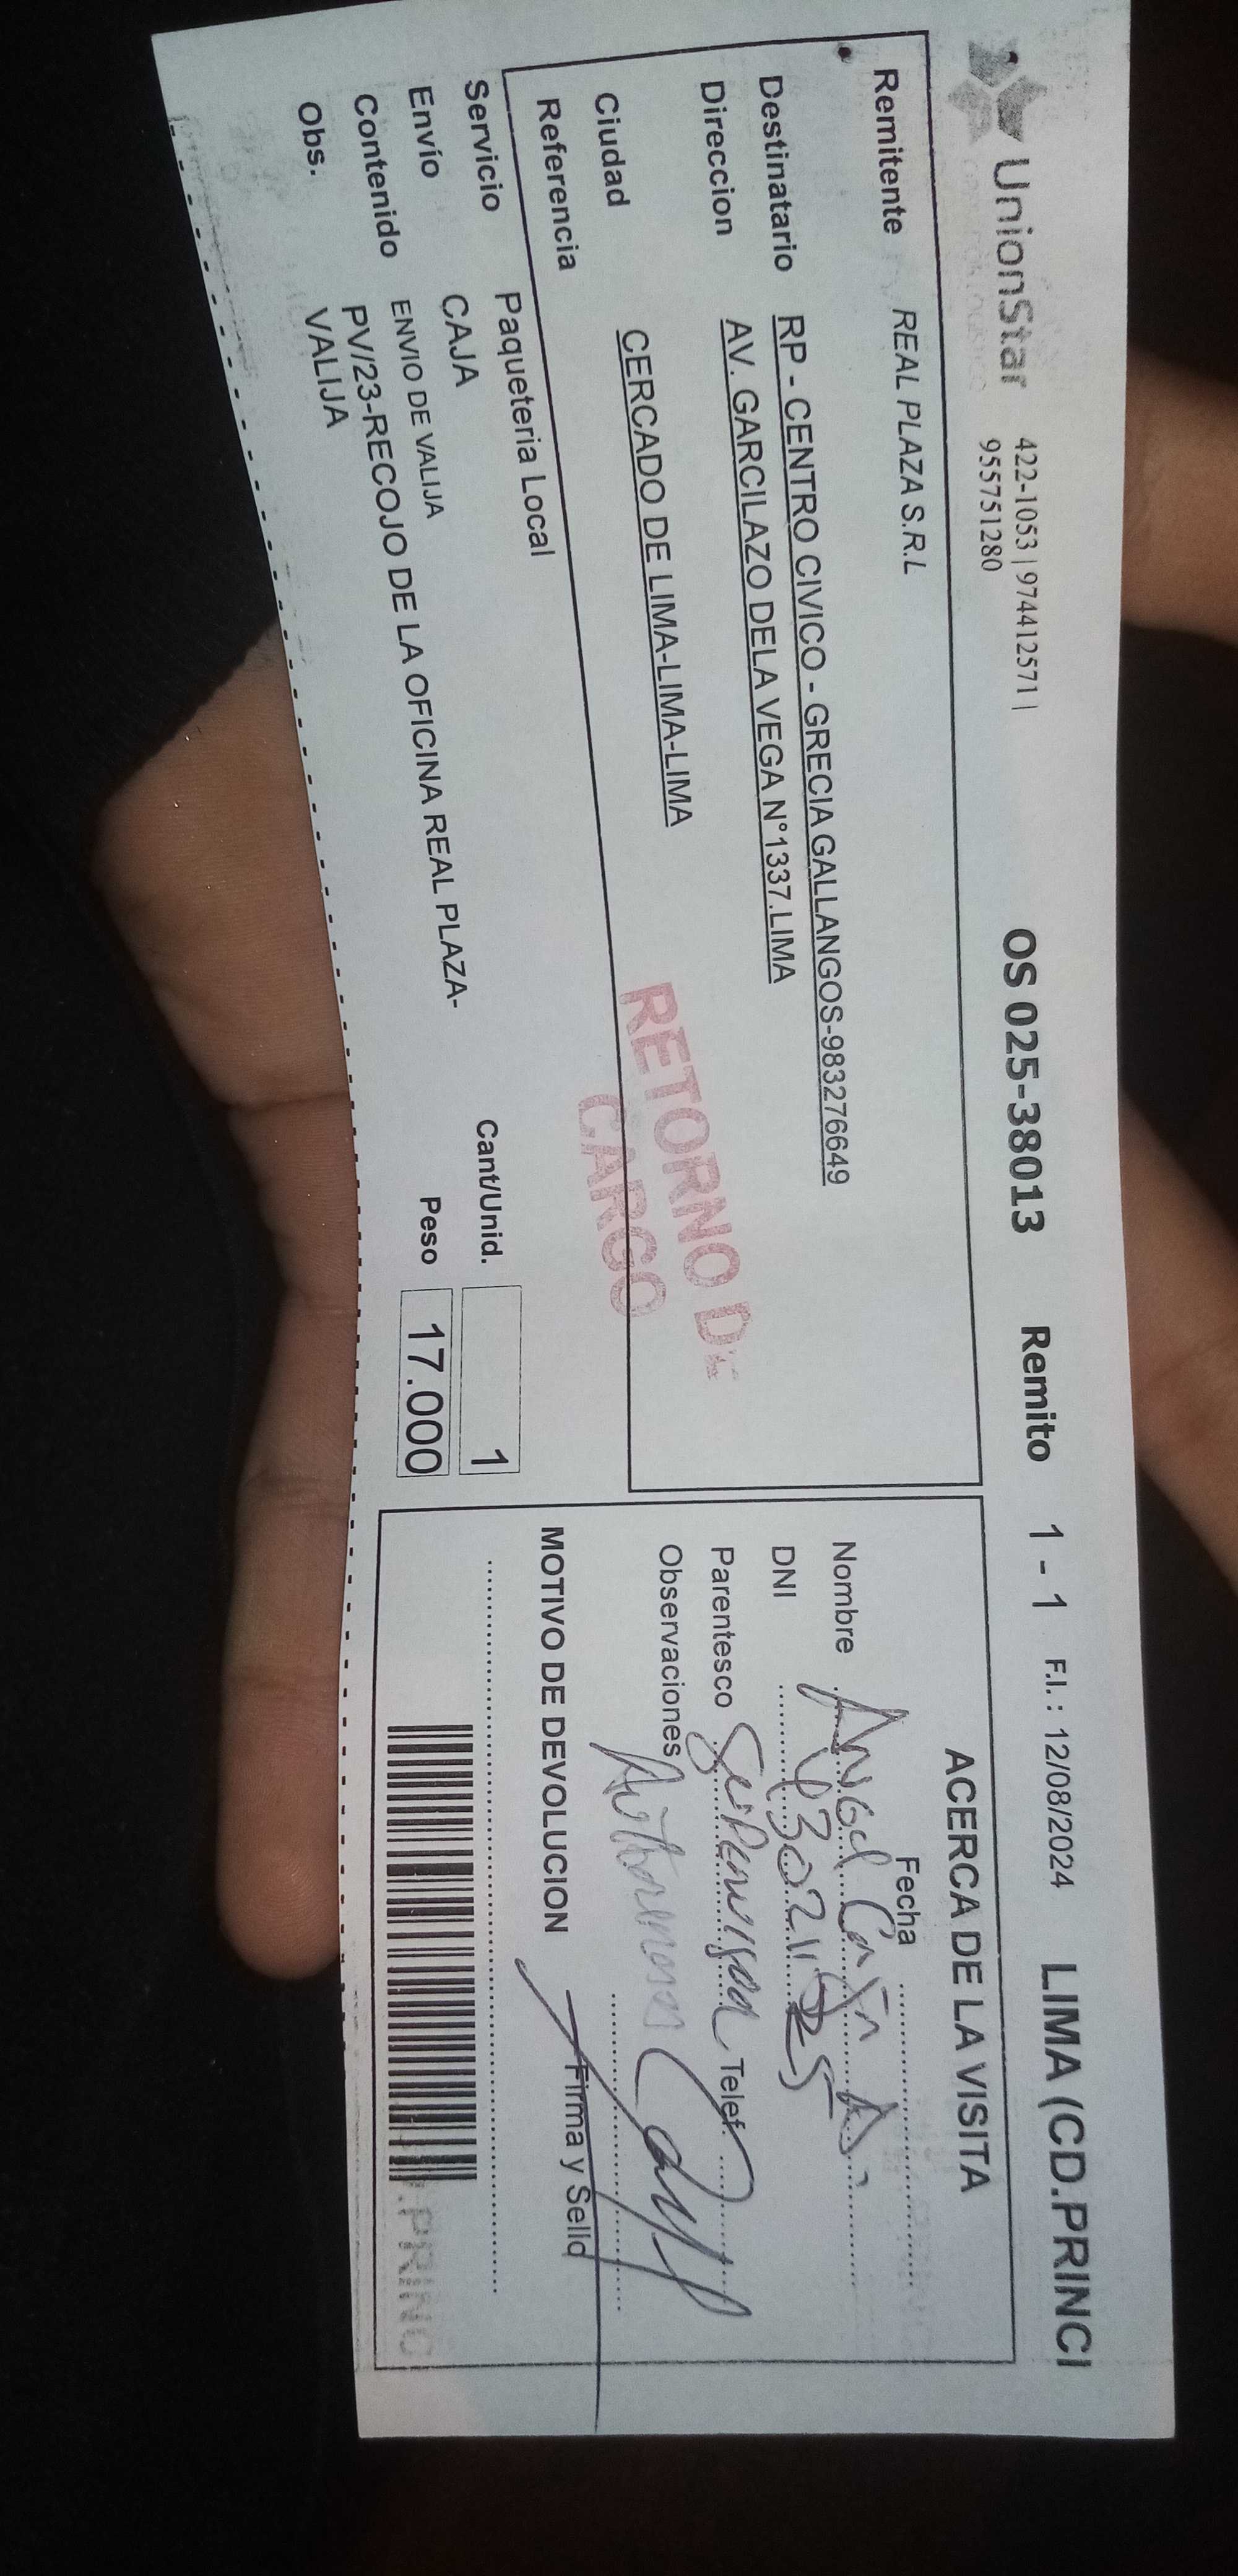 UnionStar 422-1053 | 974412571 | OS 025-38013 Remito 1 - 1 F.I.: 12/08/2024 LIMA (CD.PRINCI
955751280
Remitente REAL PLAZA S.R.L
Destinatario RP - CENTRO CIVICO - GRECIA GALLANGOS-983276649
Direccion AV. GARCILAZO DELA VEGA N°1337.LIMA
Ciudad CERCADO DE LIMA-LIMA-LIMA
Referencia
RETORNO DE
CARGO
Servicio Paqueteria Local
Envío CAJA
Contenido ENVIO DE VALIJA
Obs. PV/23-RECOJO DE LA OFICINA REAL PLAZA-
VALIJA
Cant/Unid. 1
Peso 17.000
ACERCA DE LA VISITA
Fecha
Nombre Angel
DNI
Parentesco Supervisor Telef.
Observaciones
Firma y Sello
MOTIVO DE DEVOLUCION
.PRINC